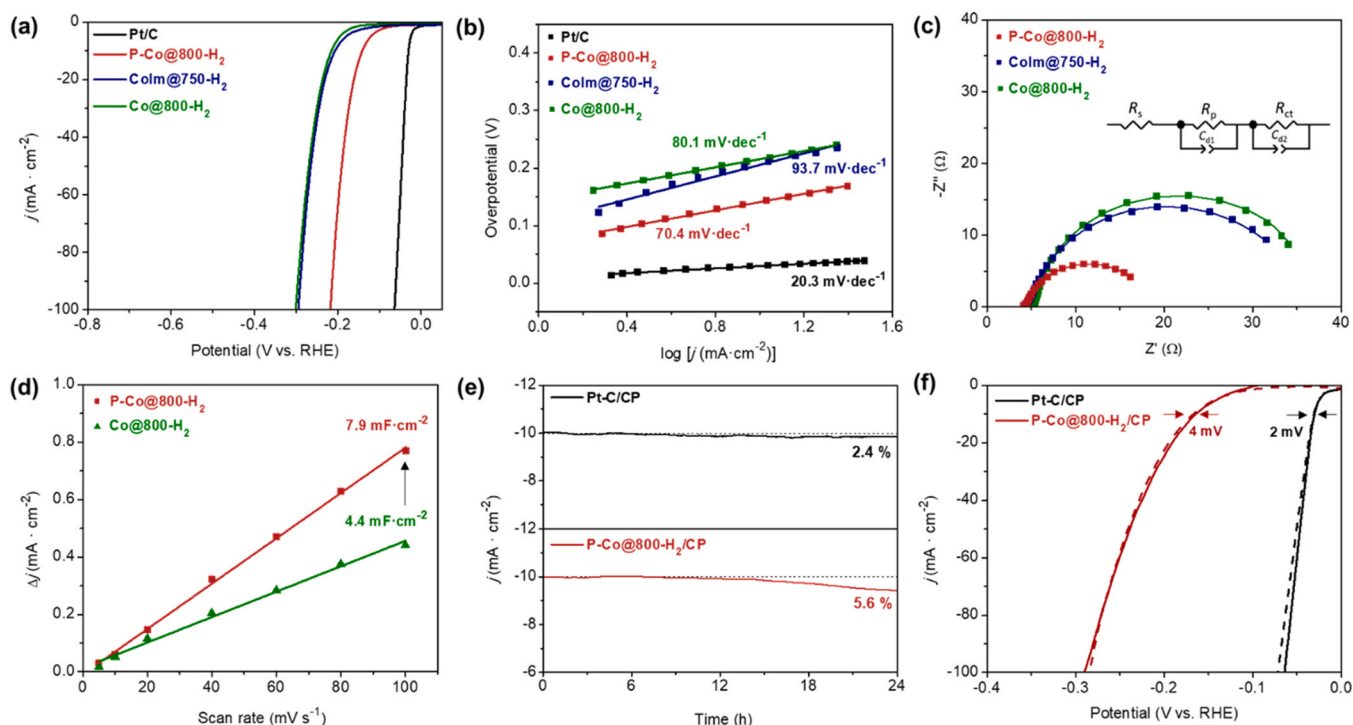 (a)
0
-20
-40
-60
-80
-100
-0.8
-0.6
-0.4
-0.2
0.0
j (mA · cm⁻²)
Potential (V vs. RHE)
Pt/C
P-Co@800-H₂
CoIm@750-H₂
Co@800-H₂
(b)
0.4
0.3
0.2
0.1
0.0
0.0
0.4
0.8
1.2
1.6
Overpotential (V)
log [j (mA·cm⁻²)]
Pt/C
P-Co@800-H₂
CoIm@750-H₂
Co@800-H₂
80.1 mV·dec⁻¹
93.7 mV·dec⁻¹
70.4 mV·dec⁻¹
20.3 mV·dec⁻¹
(c)
-40
-35
-30
-25
-20
-15
-10
-5
0
0
10
20
30
40
-Z'' (Ω)
Z' (Ω)
P-Co@800-H₂
CoIm@750-H₂
Co@800-H₂
Rs
Rp
Rct
Cd1
Cd2
(d)
1.0
0.8
0.6
0.4
0.2
0.0
20
40
60
80
100
Δj (mA · cm⁻²)
Scan rate (mV s⁻¹)
P-Co@800-H₂
Co@800-H₂
7.9 mF·cm⁻²
4.4 mF·cm⁻²
(e)
-12
-10
-8
-12
-10
-8
-6
0
6
12
18
24
j (mA · cm⁻²)
Time (h)
Pt-C/CP
2.4 %
P-Co@800-H₂/CP
5.6 %
(f)
0
-20
-40
-60
-80
-100
-0.4
-0.3
-0.2
-0.1
0.0
j (mA · cm⁻²)
Potential (V vs. RHE)
Pt-C/CP
P-Co@800-H₂/CP
4 mV
2 mV